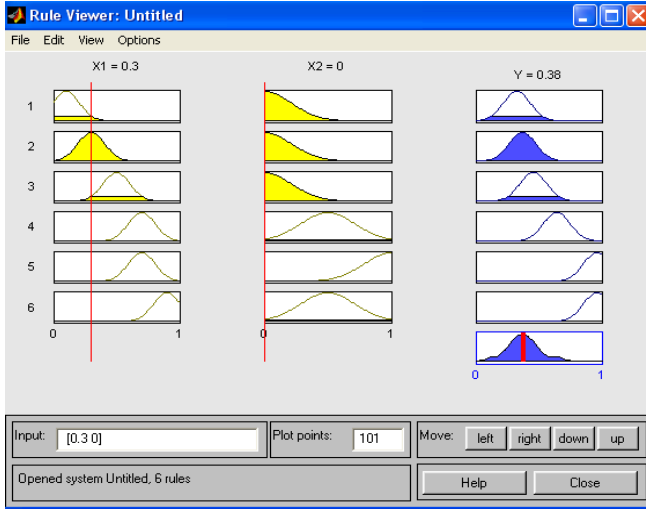 Rule Viewer: Untitled
File Edit View Options
X1 = 0.3 X2 = 0 Y = 0.38
1
2
3
4
5
6
0 1 0 1
0 1
Input: [0.3 0] Plot points: 101 Move: left right down up
Opened system Untitled, 6 rules Help Close